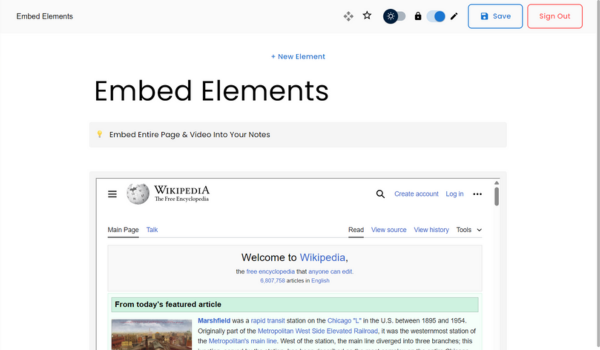 Embed Elements
Save
Sign Out
+ New Element
Embed Elements
Embed Entire Page & Video Into Your Notes
WIKIPEDIA
The Free Encyclopedia
Create account Log in
Main Page Talk Read View source View history Tools
Welcome to Wikipedia,
the free encyclopedia that anyone can edit.
6,807,758 articles in English
From today's featured article
Marshfield was a rapid transit station on the Chicago "L" in the U.S. between 1895 and 1954.
Originally part of the Metropolitan West Side Elevated Railroad, it was the westernmost station of
the Metropolitan's main line. West of the station, the main line diverged into three branches; this